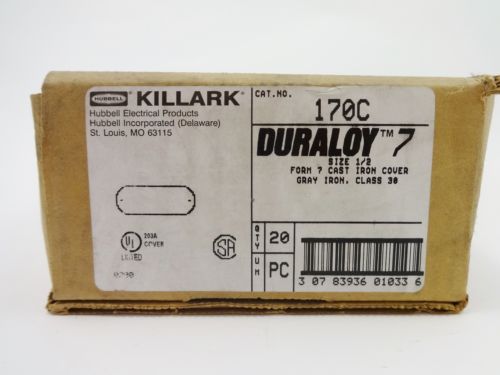 HUBBELL KILLARK®
Hubbell Electrical Products
Hubbell Incorporated (Delaware)
St. Louis, MO 63115
UL
203A
COVER
LISTED
SA
CAT.NO. 170C
DURALOY™ 7
SIZE 1/2
FORM 7 CAST IRON COVER
GRAY IRON, CLASS 30
QTY 20
UM PC
3 07 83936 01033 6